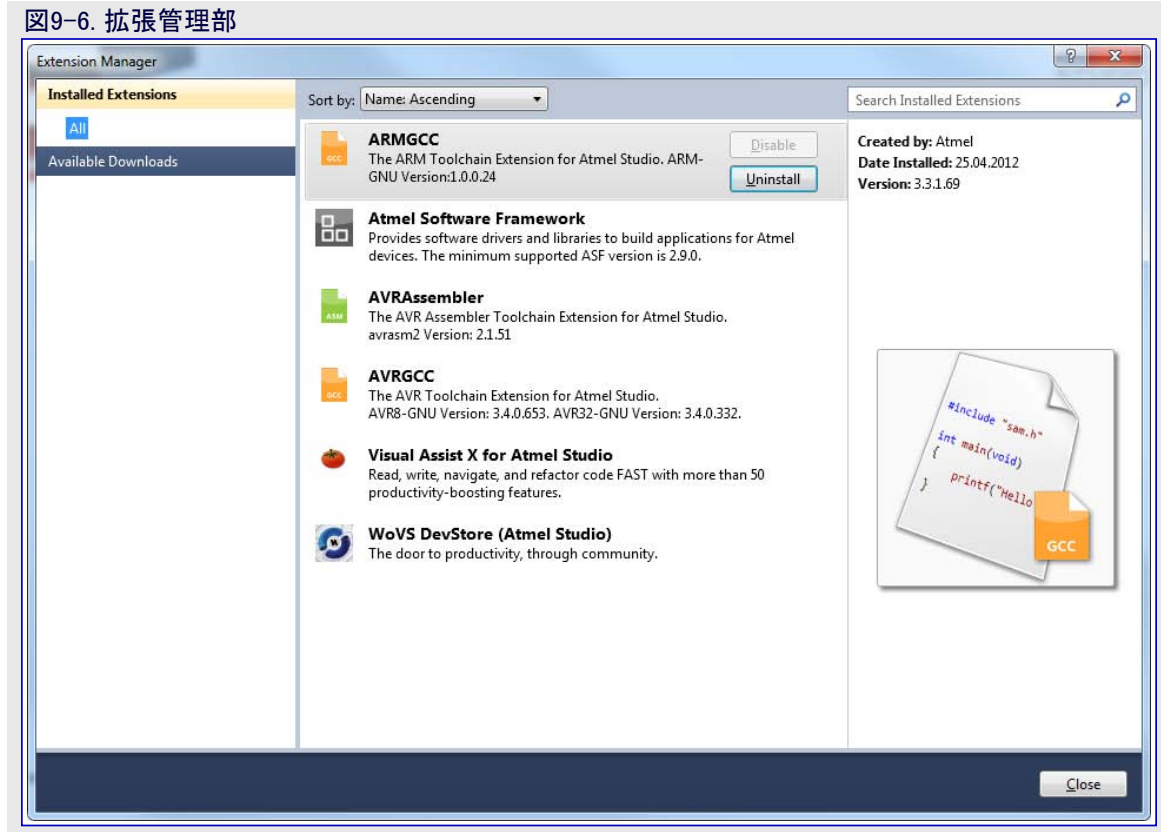 図9-6. 拡張管理部
Extension Manager
Installed Extensions
All
Available Downloads
Sort by: Name: Ascending
Search Installed Extensions
ARMGCC
The ARM Toolchain Extension for Atmel Studio. ARM-
GNU Version:1.0.0.24
Disable
Uninstall
GCC
Atmel Software Framework
Provides software drivers and libraries to build applications for Atmel
devices. The minimum supported ASF version is 2.9.0.
AVRAssembler
The AVR Assembler Toolchain Extension for Atmel Studio.
avrasm2 Version: 2.1.51
ASM
AVRGCC
The AVR Toolchain Extension for Atmel Studio.
AVR8-GNU Version: 3.4.0.653. AVR32-GNU Version: 3.4.0.332.
GCC
Visual Assist X for Atmel Studio
Read, write, navigate, and refactor code FAST with more than 50
productivity-boosting features.
WoVS DevStore (Atmel Studio)
The door to productivity, through community.
Created by: Atmel
Date Installed: 25.04.2012
Version: 3.3.1.69
#include "sam.h"
int main(void)
{
printf("Hello
}
GCC
Close